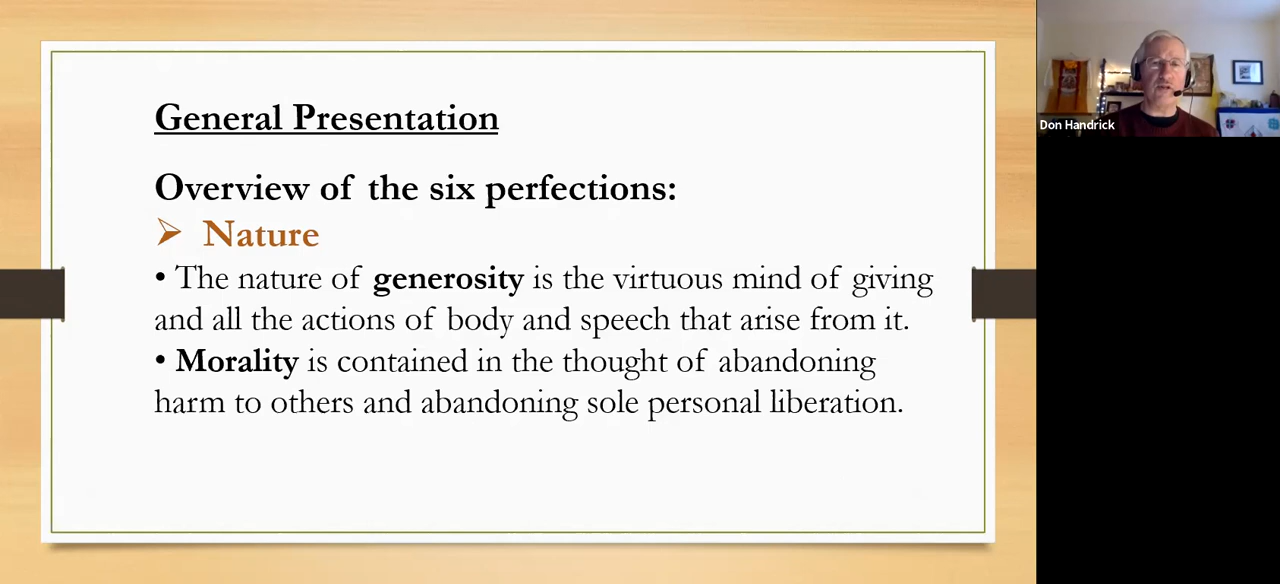 General Presentation
Overview of the six perfections:
➢ Nature
• The nature of generosity is the virtuous mind of giving
and all the actions of body and speech that arise from it.
• Morality is contained in the thought of abandoning
harm to others and abandoning sole personal liberation.
Don Handrick